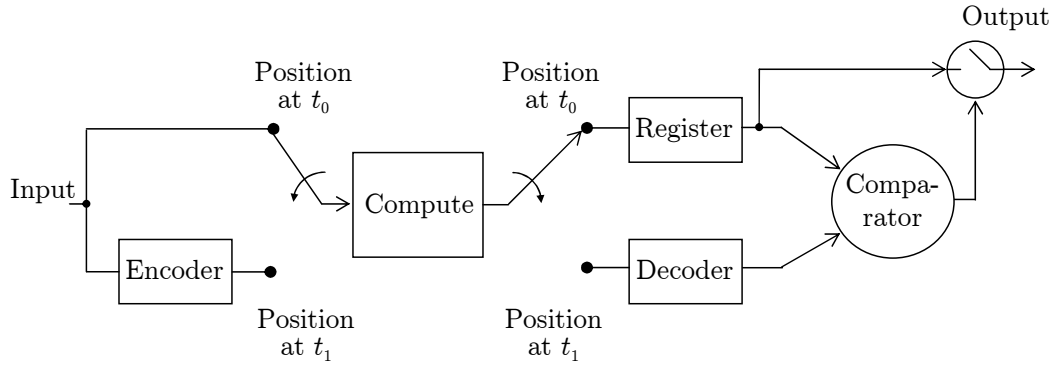 Output
Position
at t₀
Position
at t₀
Register
Input
Compute
Compa-
rator
Encoder
Decoder
Position
at t₁
Position
at t₁